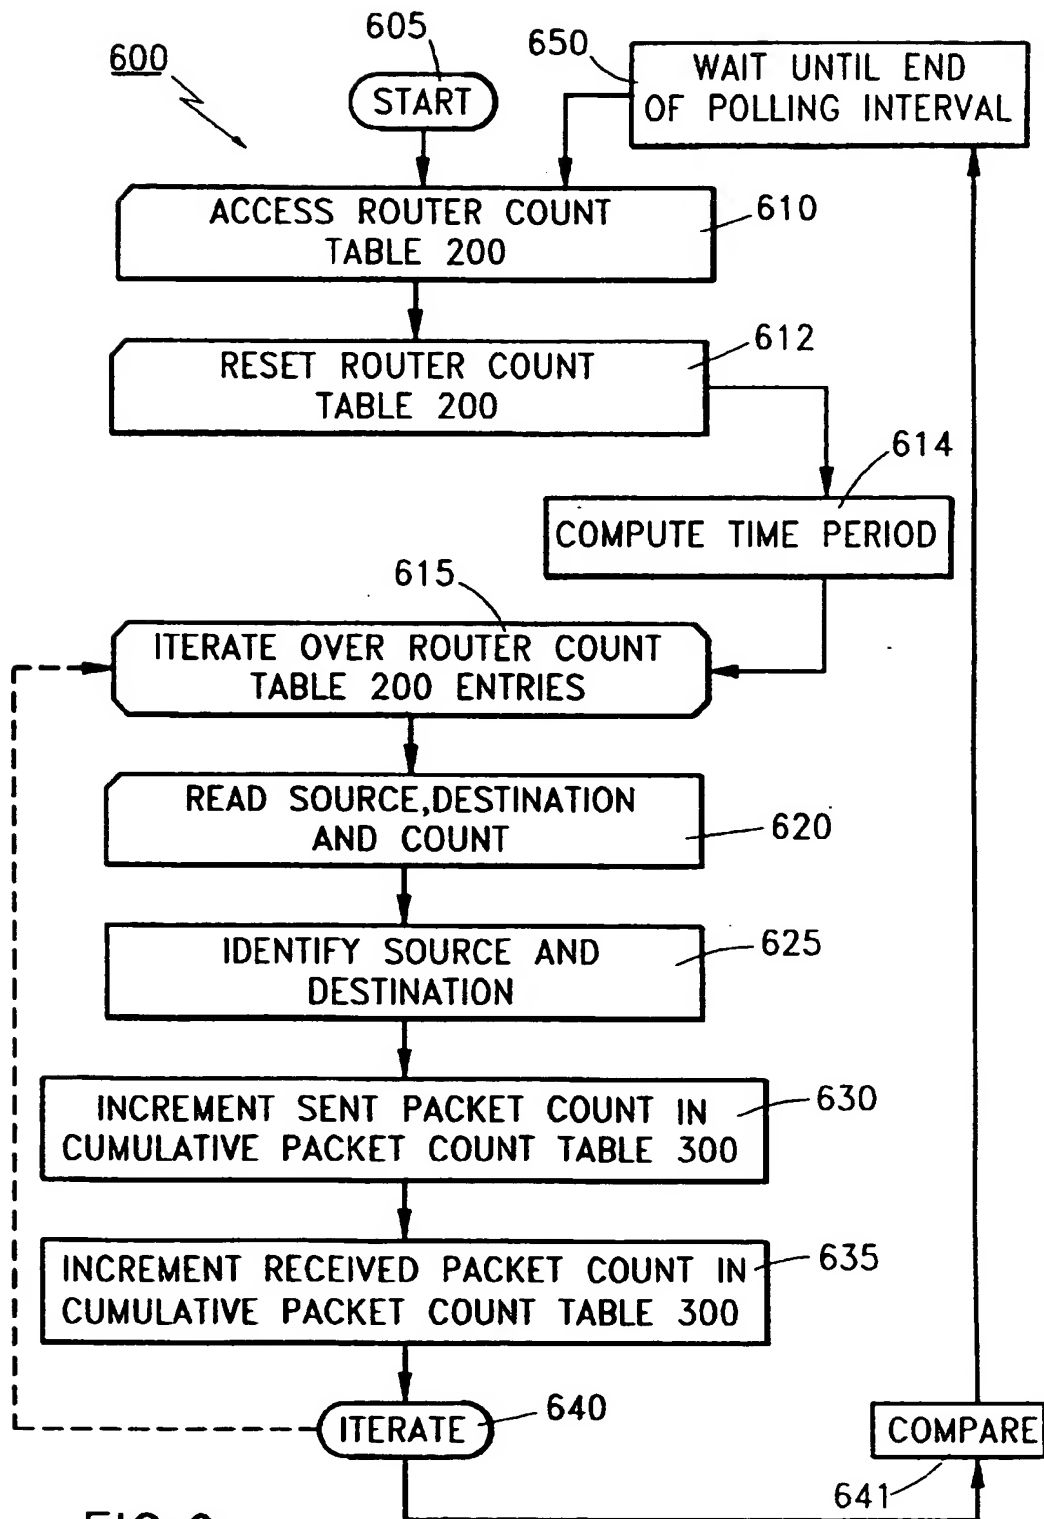 600
605
START
650
WAIT UNTIL END
OF POLLING INTERVAL
ACCESS ROUTER COUNT
TABLE 200
610
RESET ROUTER COUNT
TABLE 200
612
614
COMPUTE TIME PERIOD
615
ITERATE OVER ROUTER COUNT
TABLE 200 ENTRIES
READ SOURCE,DESTINATION
AND COUNT
620
IDENTIFY SOURCE AND
DESTINATION
625
INCREMENT SENT PACKET COUNT IN
CUMULATIVE PACKET COUNT TABLE 300
630
INCREMENT RECEIVED PACKET COUNT IN
CUMULATIVE PACKET COUNT TABLE 300
635
ITERATE
640
COMPARE
641